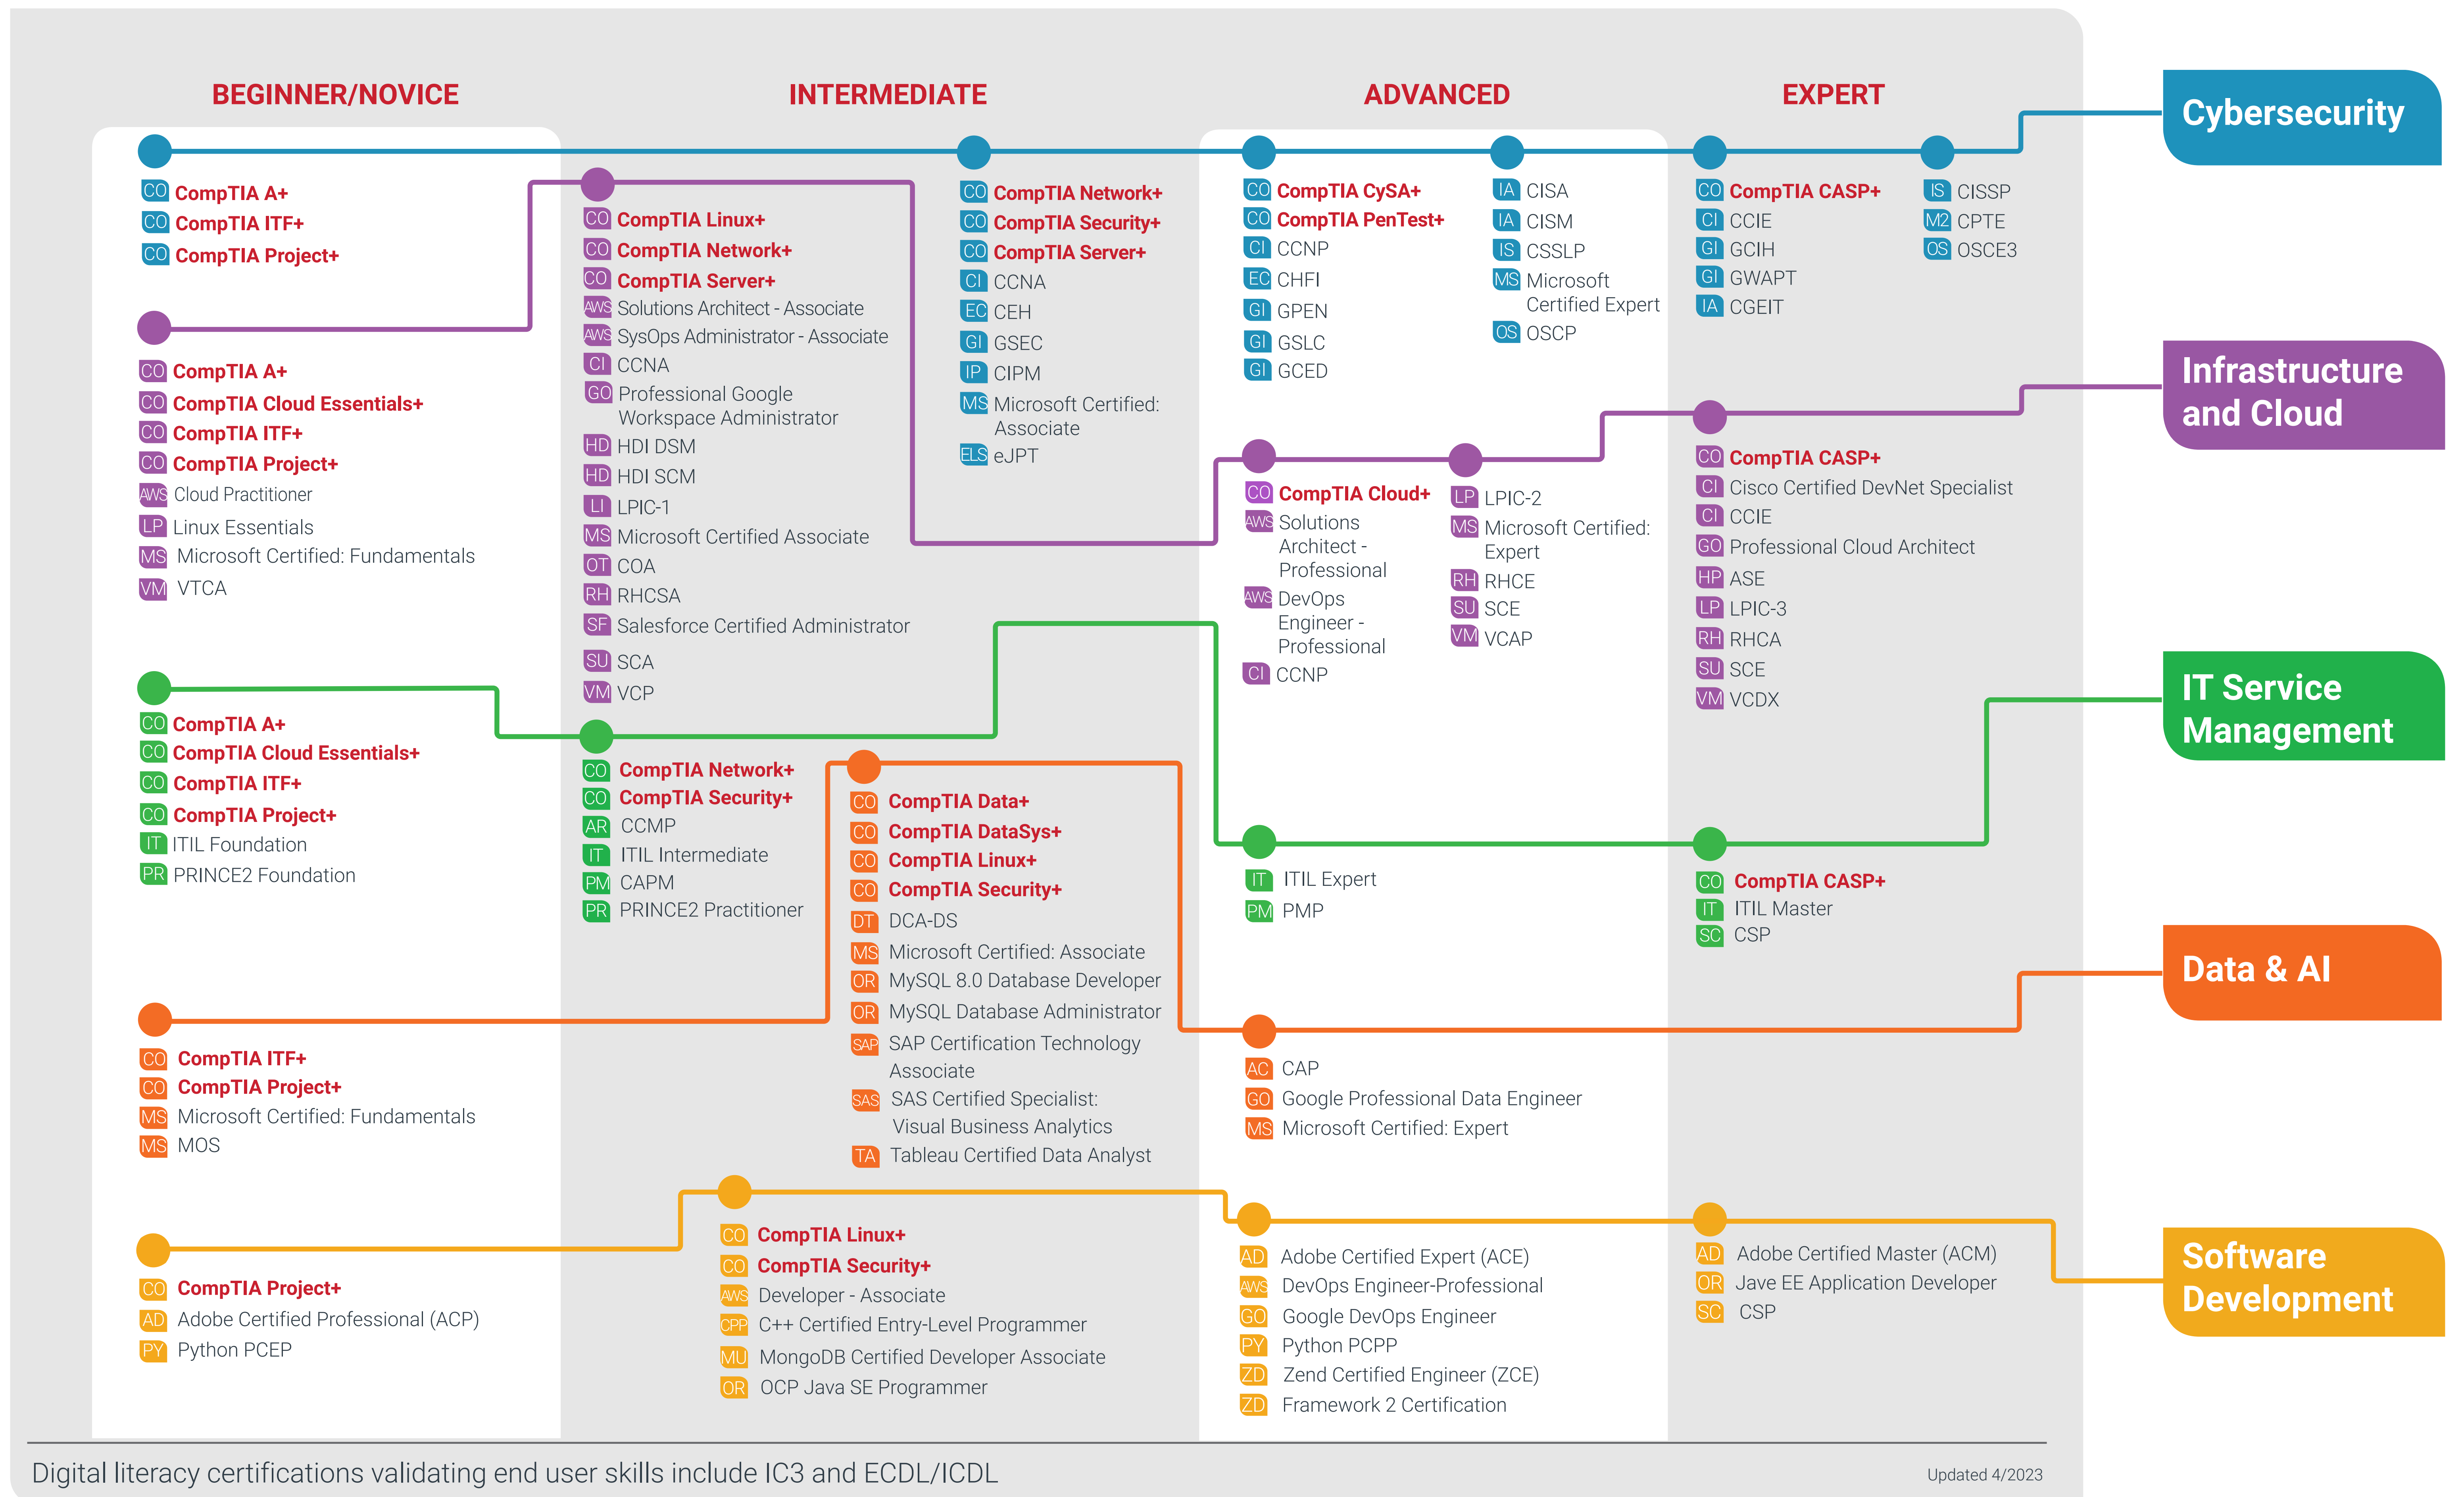 BEGINNER/NOVICE
INTERMEDIATE
ADVANCED
EXPERT
Cybersecurity
CO CompTIA A+
CO CompTIA ITF+
CO CompTIA Project+
CO CompTIA Network+
CO CompTIA Security+
CO CompTIA Server+
CI CCNA
EC CEH
GI GSEC
IP CIPM
MS Microsoft Certified:
Associate
ELS eJPT
CO CompTIA CySA+
CO CompTIA PenTest+
CI CCNP
EC CHFI
GI GPEN
GI GSLC
GI GCED
IA CISA
IA CISM
IS CSSLP
MS Microsoft
Certified Expert
OS OSCP
CO CompTIA CASP+
CI CCIE
GI GCIH
GI GWAPT
IA CGEIT
IS CISSP
M2 CPTE
OS OSCE3
Infrastructure
and Cloud
CO CompTIA A+
CO CompTIA Cloud Essentials+
CO CompTIA ITF+
CO CompTIA Project+
AWS Cloud Practitioner
LP Linux Essentials
MS Microsoft Certified: Fundamentals
VM VTCA
CO CompTIA Linux+
CO CompTIA Network+
CO CompTIA Server+
AWS Solutions Architect - Associate
AWS SysOps Administrator - Associate
CI CCNA
GO Professional Google
Workspace Administrator
HD HDI DSM
HD HDI SCM
LI LPIC-1
MS Microsoft Certified Associate
OT COA
RH RHCSA
SF Salesforce Certified Administrator
SU SCA
VM VCP
CO CompTIA Cloud+
AWS Solutions
Architect -
Professional
AWS DevOps
Engineer -
Professional
CI CCNP
LP LPIC-2
MS Microsoft Certified:
Expert
RH RHCE
SU SCE
VM VCAP
CO CompTIA CASP+
CI Cisco Certified DevNet Specialist
CI CCIE
GO Professional Cloud Architect
HP ASE
LP LPIC-3
RH RHCA
SU SCE
VM VCDX
IT Service
Management
CO CompTIA A+
CO CompTIA Cloud Essentials+
CO CompTIA ITF+
CO CompTIA Project+
IT ITIL Foundation
PR PRINCE2 Foundation
CO CompTIA Network+
CO CompTIA Security+
AR CCMP
IT ITIL Intermediate
PM CAPM
PR PRINCE2 Practitioner
IT ITIL Expert
PM PMP
CO CompTIA CASP+
IT ITIL Master
SC CSP
Data & AI
CO CompTIA ITF+
CO CompTIA Project+
MS Microsoft Certified: Fundamentals
MS MOS
CO CompTIA Data+
CO CompTIA DataSys+
CO CompTIA Linux+
CO CompTIA Security+
DT DCA-DS
MS Microsoft Certified: Associate
OR MySQL 8.0 Database Developer
OR MySQL Database Administrator
SAP SAP Certification Technology
Associate
SAS SAS Certified Specialist:
Visual Business Analytics
TA Tableau Certified Data Analyst
AC CAP
GO Google Professional Data Engineer
MS Microsoft Certified: Expert
Software
Development
CO CompTIA Project+
AD Adobe Certified Professional (ACP)
PY Python PCEP
CO CompTIA Linux+
CO CompTIA Security+
AWS Developer - Associate
CPP C++ Certified Entry-Level Programmer
MU MongoDB Certified Developer Associate
OR OCP Java SE Programmer
AD Adobe Certified Expert (ACE)
AWS DevOps Engineer-Professional
GO Google DevOps Engineer
PY Python PCPP
ZD Zend Certified Engineer (ZCE)
ZD Framework 2 Certification
AD Adobe Certified Master (ACM)
OR Jave EE Application Developer
SC CSP
Digital literacy certifications validating end user skills include IC3 and ECDL/ICDL
Updated 4/2023